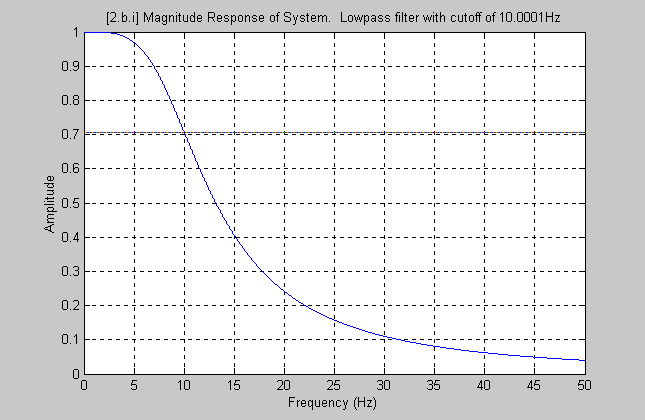 [2.b.i] Magnitude Response of System.  Lowpass filter with cutoff of 10.0001Hz
1
0.9
0.8
0.7
0.6
0.5
0.4
0.3
0.2
0.1
0
Amplitude
0 5 10 15 20 25 30 35 40 45 50
Frequency (Hz)